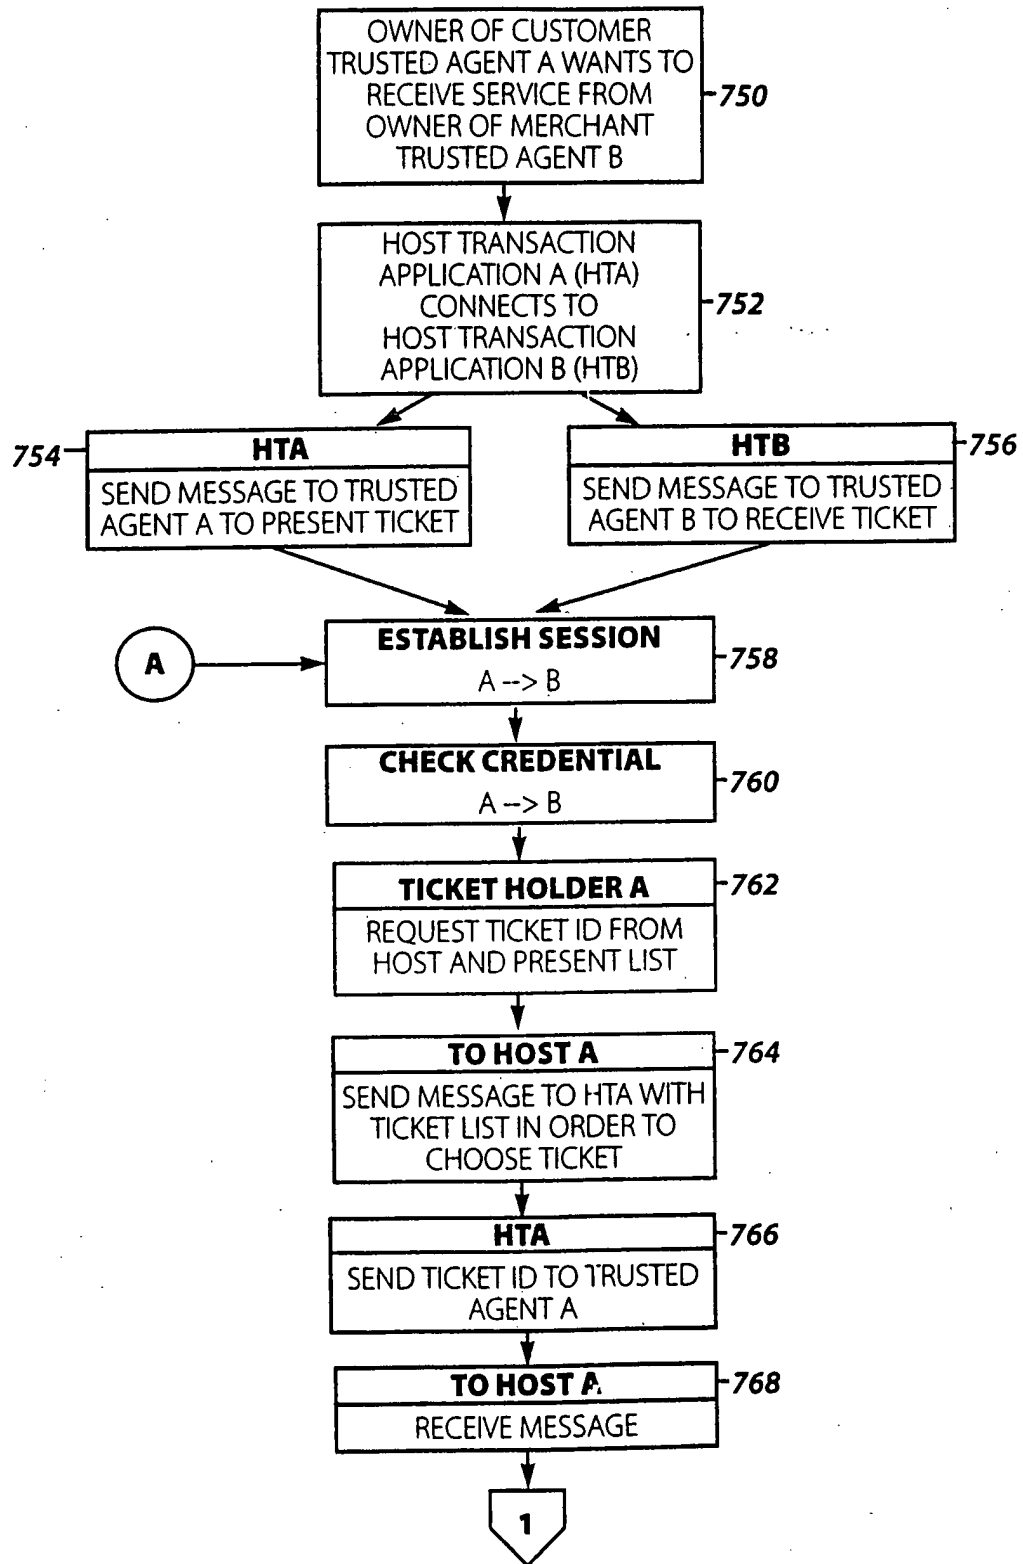 OWNER OF CUSTOMER
TRUSTED AGENT A WANTS TO
RECEIVE SERVICE FROM
OWNER OF MERCHANT
TRUSTED AGENT B
750
HOST TRANSACTION
APPLICATION A (HTA)
CONNECTS TO
HOST TRANSACTION
APPLICATION B (HTB)
752
754
HTA
SEND MESSAGE TO TRUSTED
AGENT A TO PRESENT TICKET
HTB
756
SEND MESSAGE TO TRUSTED
AGENT B TO RECEIVE TICKET
A
ESTABLISH SESSION
A --> B
758
CHECK CREDENTIAL
A --> B
760
TICKET HOLDER A
762
REQUEST TICKET ID FROM
HOST AND PRESENT LIST
TO HOST A
764
SEND MESSAGE TO HTA WITH
TICKET LIST IN ORDER TO
CHOOSE TICKET
HTA
766
SEND TICKET ID TO TRUSTED
AGENT A
TO HOST A
768
RECEIVE MESSAGE
1